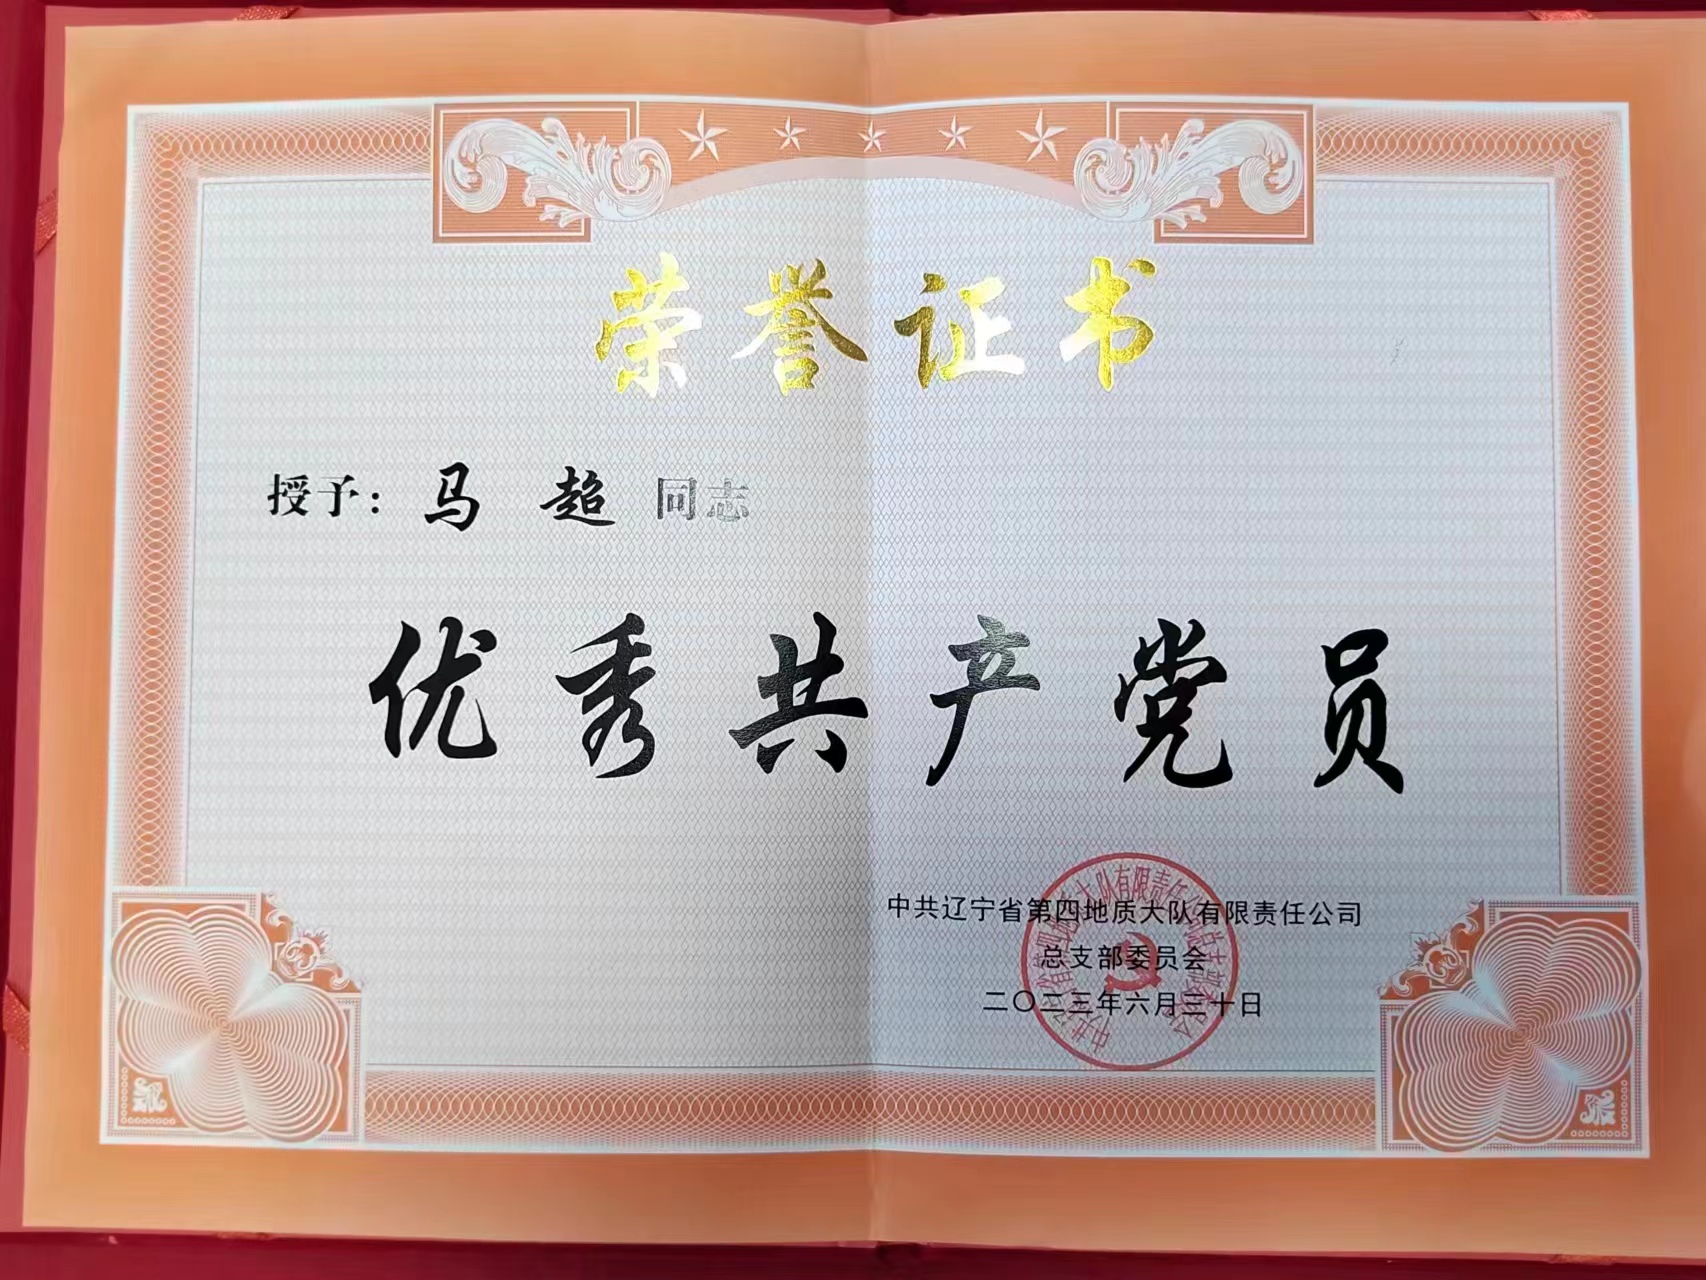 荣誉证书
授予：马超同志
优秀共产党员
中共辽宁省第四地质大队有限责任公司
总支部委员会
二〇二三年六月三十日